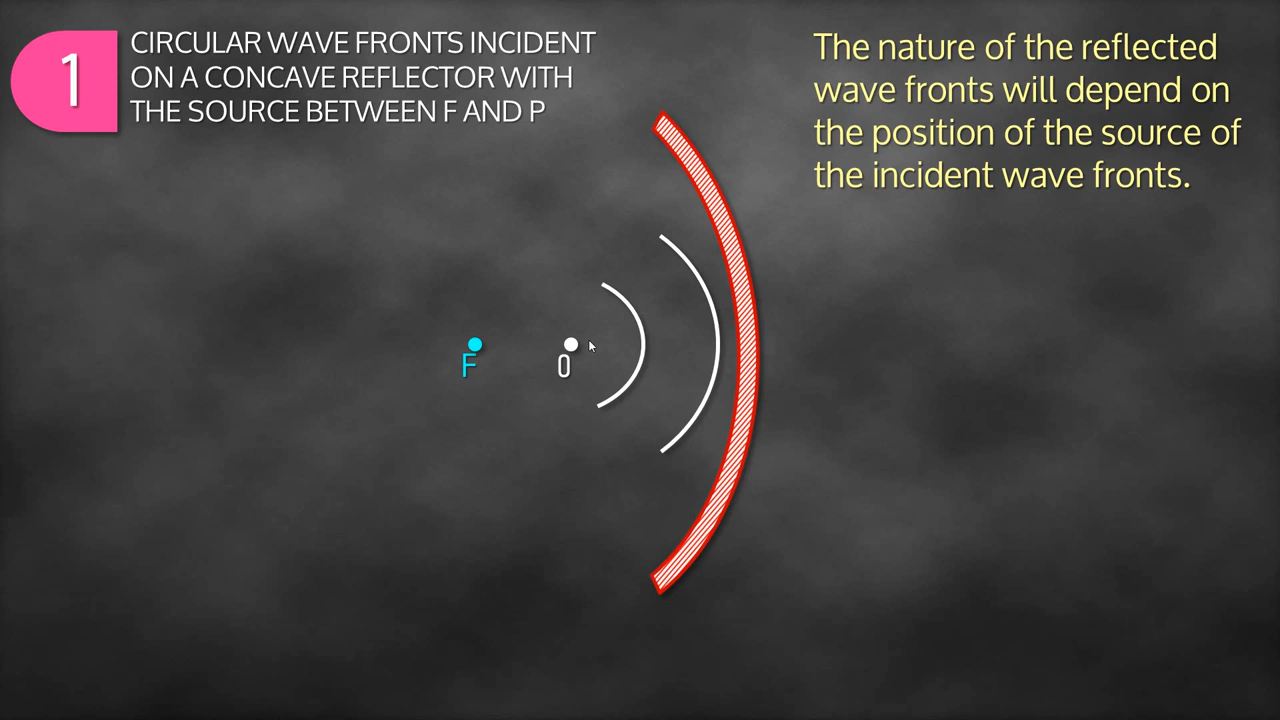 1
CIRCULAR WAVE FRONTS INCIDENT
ON A CONCAVE REFLECTOR WITH
THE SOURCE BETWEEN F AND P
The nature of the reflected
wave fronts will depend on
the position of the source of
the incident wave fronts.
F
O